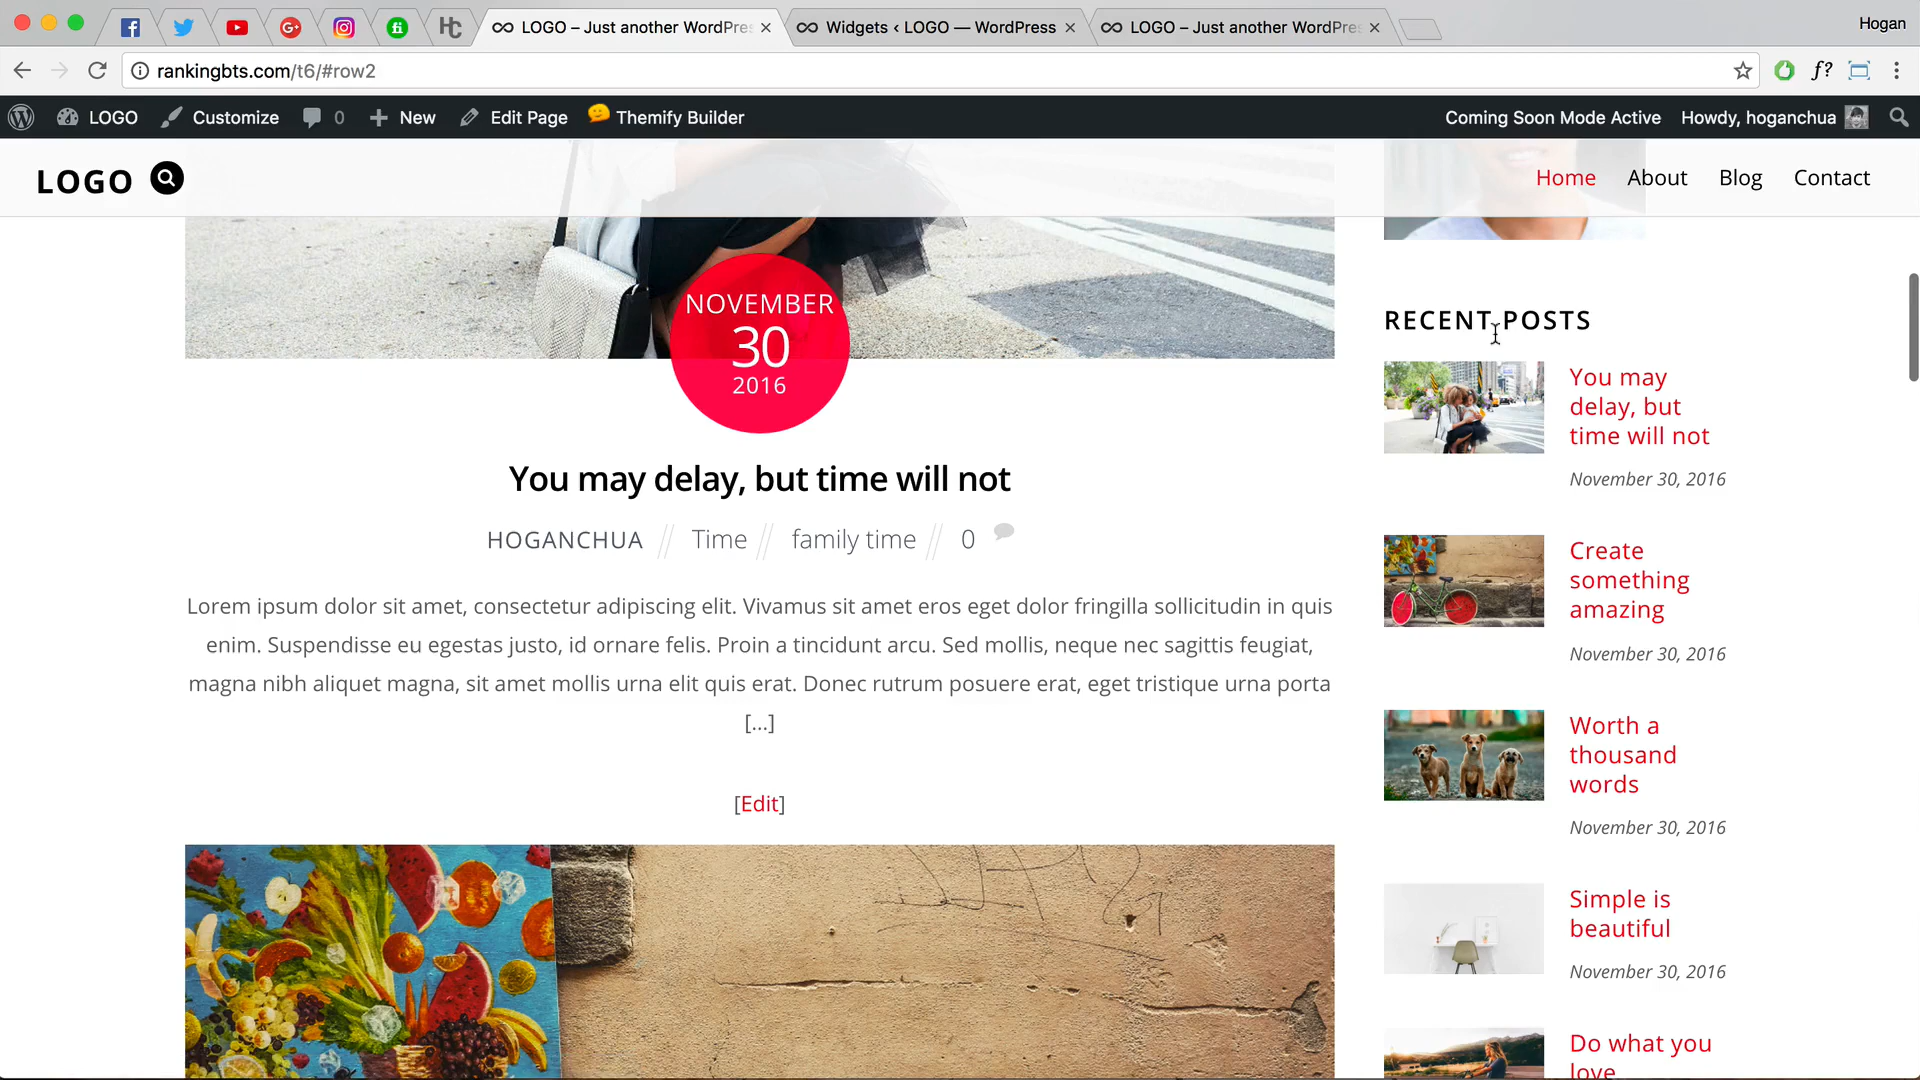 Hogan
LOGO – Just another WordPres
Widgets ‹ LOGO — WordPress
LOGO – Just another WordPres
rankingbts.com/t6/#row2
f?
LOGO
Customize
0
New
Edit Page
Themify Builder
Coming Soon Mode Active
Howdy, hoganchua
LOGO
Home
About
Blog
Contact
NOVEMBER
30
2016
You may delay, but time will not
HOGANCHUA // Time // family time // 0
Lorem ipsum dolor sit amet, consectetur adipiscing elit. Vivamus sit amet eros eget dolor fringilla sollicitudin in quis
enim. Suspendisse eu egestas justo, id ornare felis. Proin a tincidunt arcu. Sed mollis, neque nec sagittis feugiat,
magna nibh aliquet magna, sit amet mollis urna elit quis erat. Donec rutrum posuere erat, eget tristique urna porta
[...]
[Edit]
RECENT POSTS
You may
delay, but
time will not
November 30, 2016
Create
something
amazing
November 30, 2016
Worth a
thousand
words
November 30, 2016
Simple is
beautiful
November 30, 2016
Do what you
love